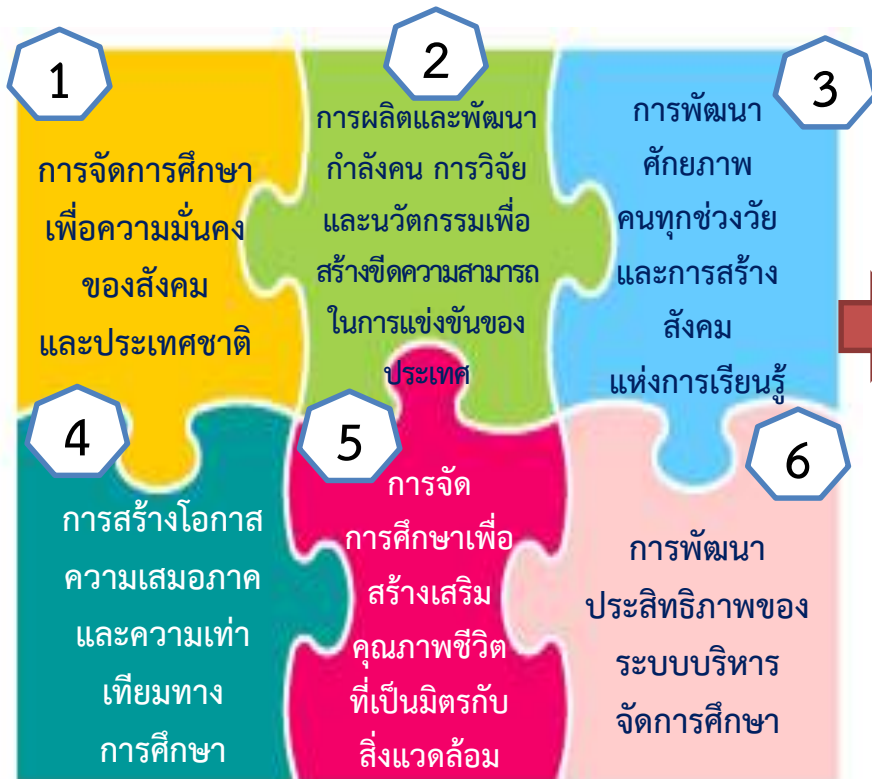 1
การจัดการศึกษา
เพื่อความมั่นคง
ของสังคม
และประเทศชาติ
2
การผลิตและพัฒนา
กำลังคน การวิจัย
และนวัตกรรมเพื่อ
สร้างขีดความสามารถ
ในการแข่งขันของ
ประเทศ
3
การพัฒนา
ศักยภาพ
คนทุกช่วงวัย
และการสร้าง
สังคม
แห่งการเรียนรู้
4
การสร้างโอกาส
ความเสมอภาค
และความเท่า
เทียมทาง
การศึกษา
5
การจัด
การศึกษาเพื่อ
สร้างเสริม
คุณภาพชีวิต
ที่เป็นมิตรกับ
สิ่งแวดล้อม
6
การพัฒนา
ประสิทธิภาพของ
ระบบบริหาร
จัดการศึกษา